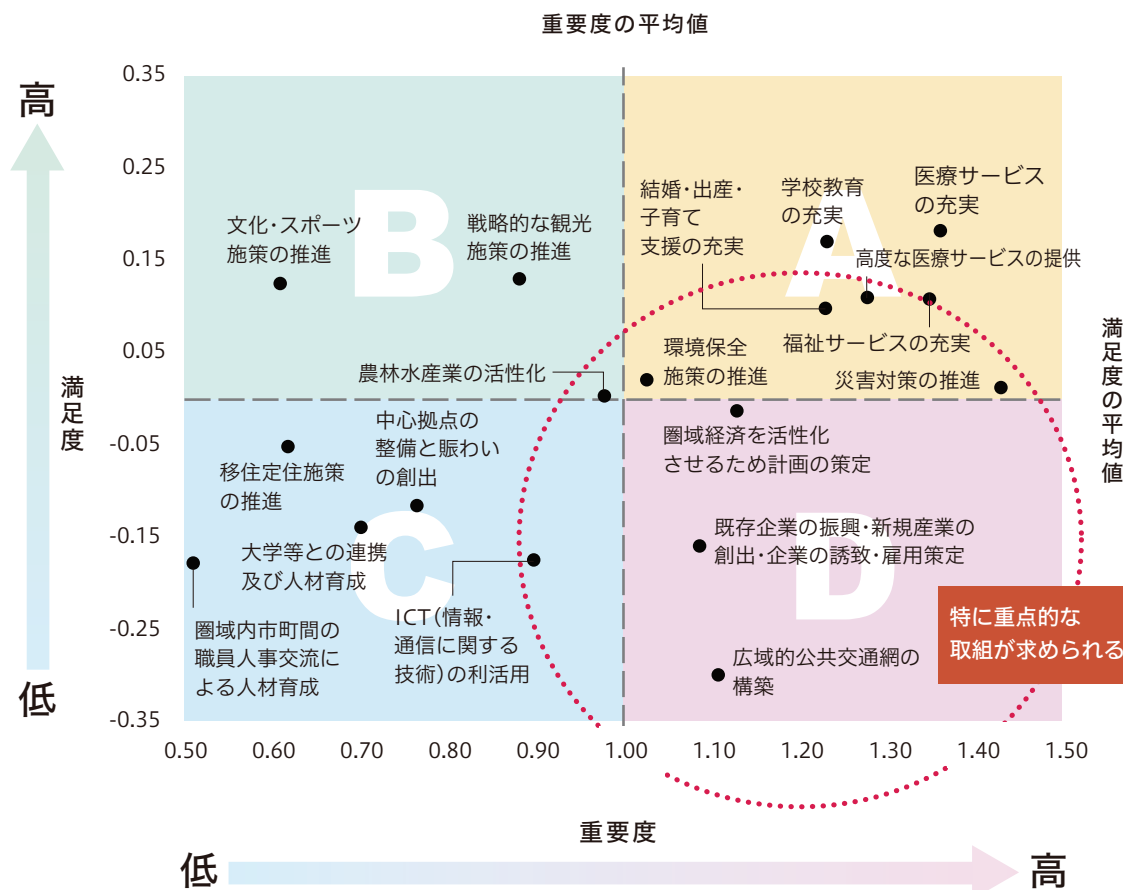 重要度の平均値
高
低
満足度
0.35
0.25
0.15
0.05
-0.05
-0.15
-0.25
-0.35
B
A
C
D
文化・スポーツ
施策の推進
戦略的な観光
施策の推進
農林水産業の活性化
結婚・出産・
子育て
支援の充実
学校教育
の充実
医療サービス
の充実
高度な医療サービスの提供
福祉サービスの充実
環境保全
施策の推進
災害対策の推進
満足度の平均値
移住定住施策
の推進
中心拠点の
整備と賑わい
の創出
大学等との連携
及び人材育成
圏域内市町間の
職員人事交流に
よる人材育成
ICT(情報・
通信に関する
技術)の利活用
圏域経済を活性化
させるため計画の策定
既存企業の振興・新規産業の
創出・企業の誘致・雇用策定
広域的公共交通網の
構築
特に重点的な
取組が求められる
0.50
0.60
0.70
0.80
0.90
1.00
1.10
1.20
1.30
1.40
1.50
重要度
低
高